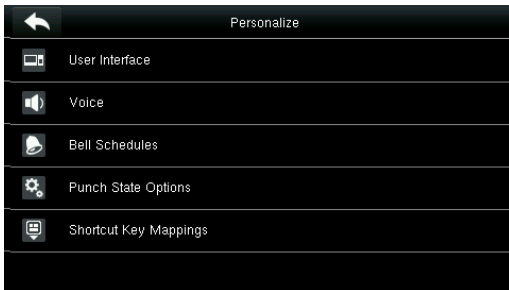 Personalize
User Interface
Voice
Bell Schedules
Punch State Options
Shortcut Key Mappings